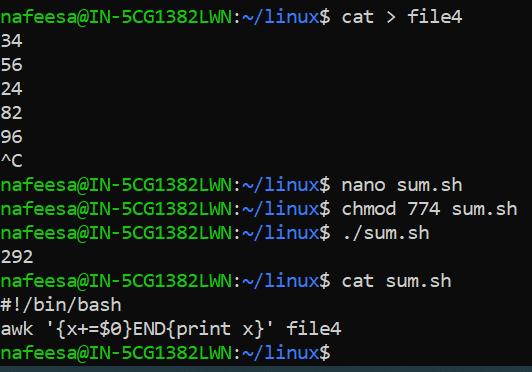 nafeesa@IN-5CG1382LWN:~/linux$ cat > file4
34
56
24
82
96
^C
nafeesa@IN-5CG1382LWN:~/linux$ nano sum.sh
nafeesa@IN-5CG1382LWN:~/linux$ chmod 774 sum.sh
nafeesa@IN-5CG1382LWN:~/linux$ ./sum.sh
292
nafeesa@IN-5CG1382LWN:~/linux$ cat sum.sh
#!/bin/bash
awk '{x+=$0}END{print x}' file4
nafeesa@IN-5CG1382LWN:~/linux$